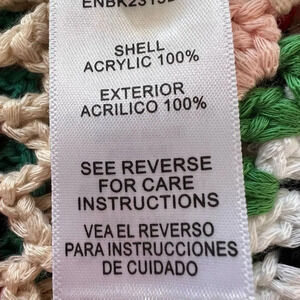 SHELL
ACRYLIC 100%
EXTERIOR
ACRILICO 100%
SEE REVERSE
FOR CARE
INSTRUCTIONS
VEA EL REVERSO
PARA INSTRUCCIONES
DE CUIDADO